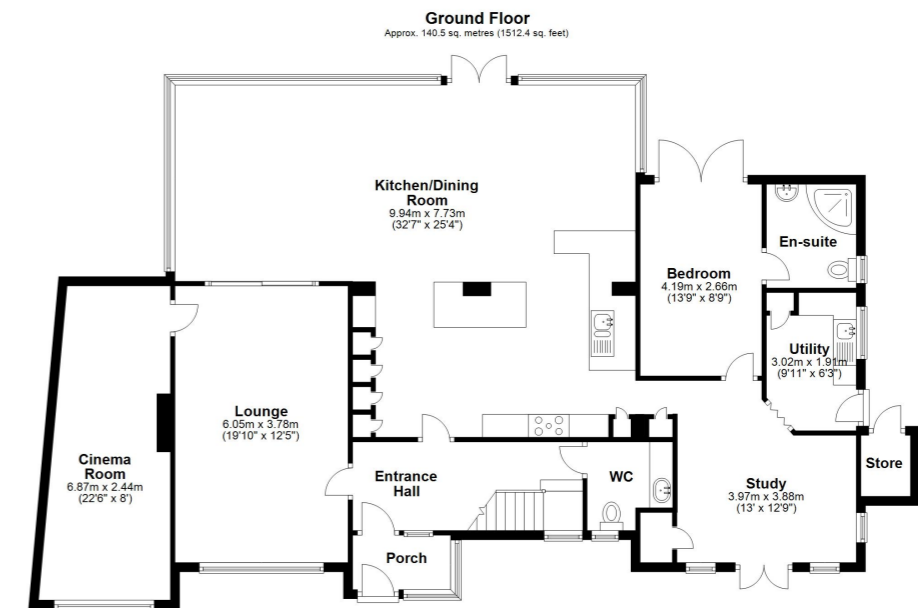 Ground Floor
Approx. 140.5 sq. metres (1512.4 sq. feet)
Kitchen/Dining
Room
9.94m x 7.73m
(32'7" x 25'4")
En-suite
Bedroom
4.19m x 2.66m
(13'9" x 8'9")
Utility
3.02m x 1.91m
(9'11" x 6'3")
Lounge
6.05m x 3.78m
(19'10" x 12'5")
Cinema
Room
6.87m x 2.44m
(22'6" x 8')
Entrance
Hall
WC
Study
3.97m x 3.88m
(13' x 12'9")
Store
Porch